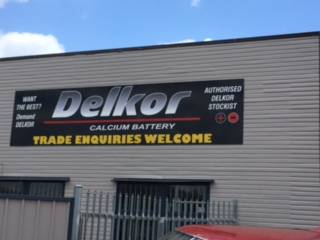 WANT
THE BEST?
Demand
DELKOR
Delkor
CALCIUM BATTERY
AUTHORISED
DELKOR
STOCKIST
+ -
TRADE ENQUIRIES WELCOME